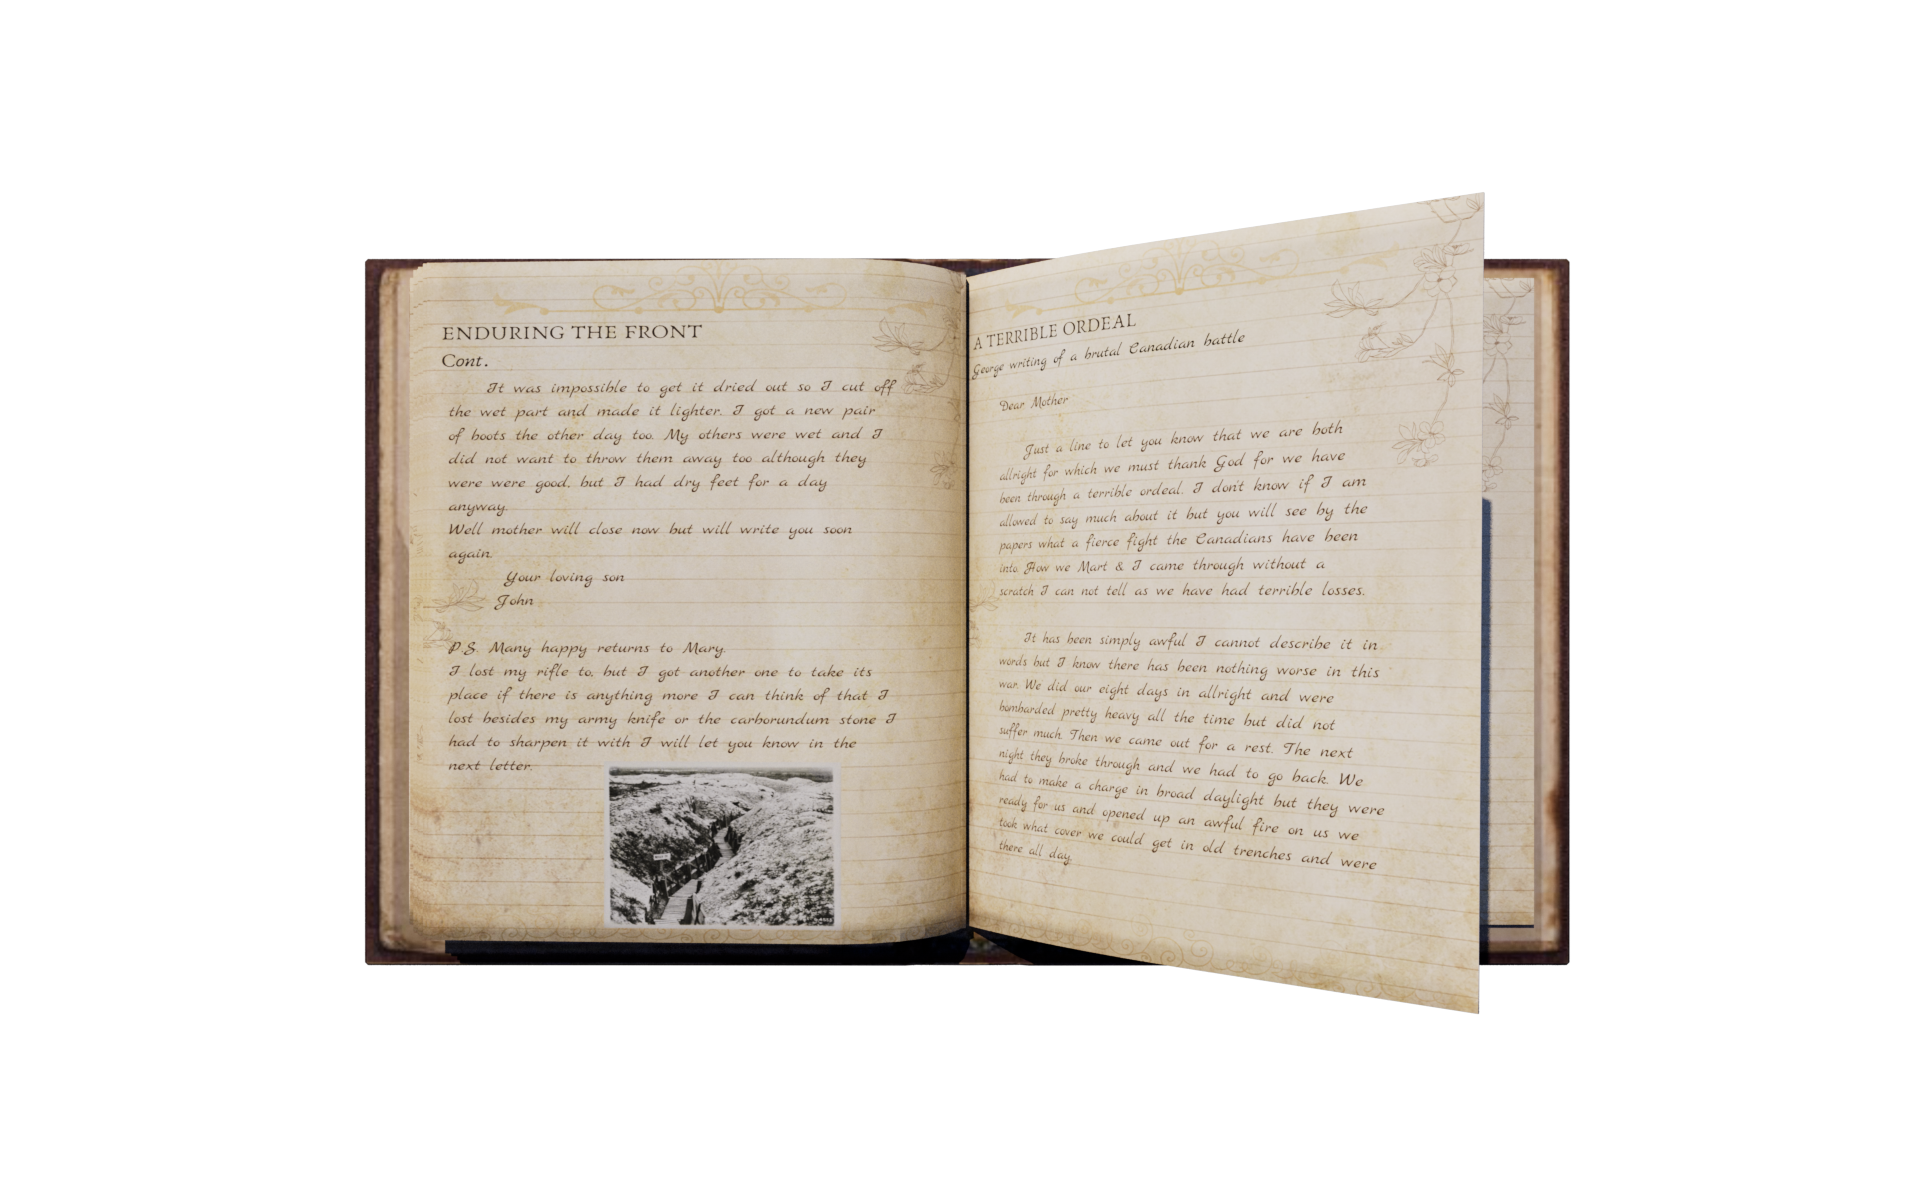 ENDURING THE FRONT
Cont.
It was impossible to get it dried out so I cut off
the wet part and made it lighter. I got a new pair
of boots the other day too. My others were wet and I
did not want to throw them away too although they
were were good. but I had dry feet for a day
anyway.
Well mother will close now but will write you soon
again.
Your loving son
John
P.S. Many happy returns to Mary.
I lost my rifle to, but I got another one to take its
place if there is anything more I can think of that I
lost besides my army knife or the carborundum stone I
had to sharpen it with I will let you know in the
next letter.
A TERRIBLE ORDEAL
George writing of a brutal Canadian battle
Dear Mother
Just a line to let you know that we are both
allright for which we must thank God for we have
been through a terrible ordeal. I don't know if I am
allowed to say much about it but you will see by the
papers what a fierce fight the Canadians have been
into. How we Mart & I came through without a
scratch I can not tell as we have had terrible losses.
It has been simply awful I cannot describe it in
words but I know there has been nothing worse in this
war. We did our eight days in allright and were
bombarded pretty heavy all the time but did not
suffer much. Then we came out for a rest. The next
night they broke through and we had to go back. We
had to make a charge in broad daylight but they were
ready for us and opened up an awful fire on us we
took what cover we could get in old trenches and were
there all day.